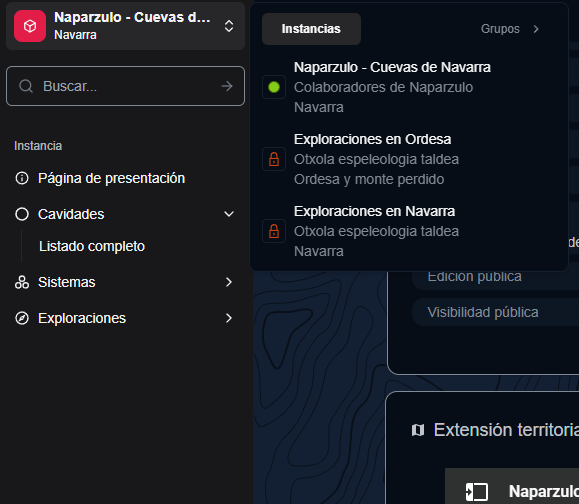 Naparzulo - Cuevas d...
Navarra
Buscar...
Instancia
Página de presentación
Cavidades
Listado completo
Sistemas
Exploraciones
Instancias
Grupos
Naparzulo - Cuevas de Navarra
Colaboradores de Naparzulo
Navarra
Exploraciones en Ordesa
Otxola espeleologia taldea
Ordesa y monte perdido
Exploraciones en Navarra
Otxola espeleologia taldea
Navarra
de
Edición pública
Visibilidad pública
Extensión territoria
Naparzulo